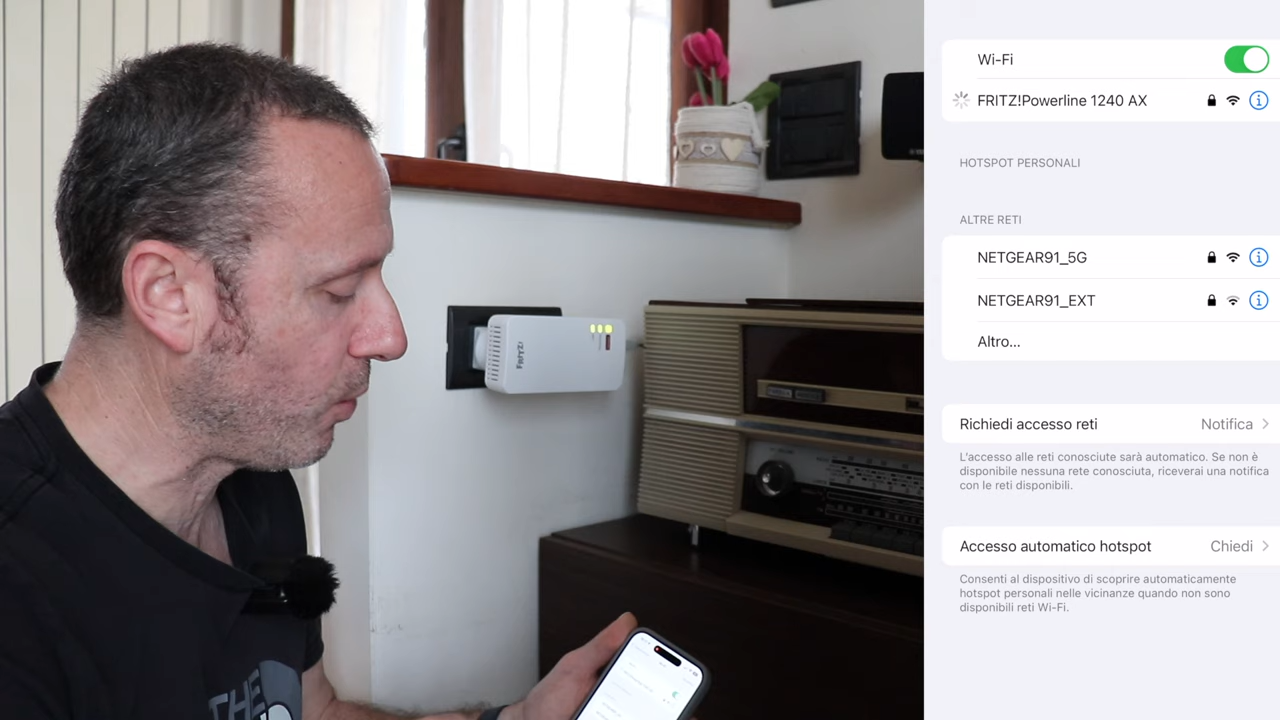 Wi-Fi
FRITZ!Powerline 1240 AX
HOTSPOT PERSONALI
ALTRE RETI
NETGEAR91_5G
NETGEAR91_EXT
Altro...
Richiedi accesso reti Notifica
L'accesso alle reti conosciute sarà automatico. Se non è
disponibile nessuna rete conosciuta, riceverai una notifica
con le reti disponibili.
Accesso automatico hotspot Chiedi
Consenti al dispositivo di scoprire automaticamente
hotspot personali nelle vicinanze quando non sono
disponibili reti Wi-Fi.
FRITZ!
THE